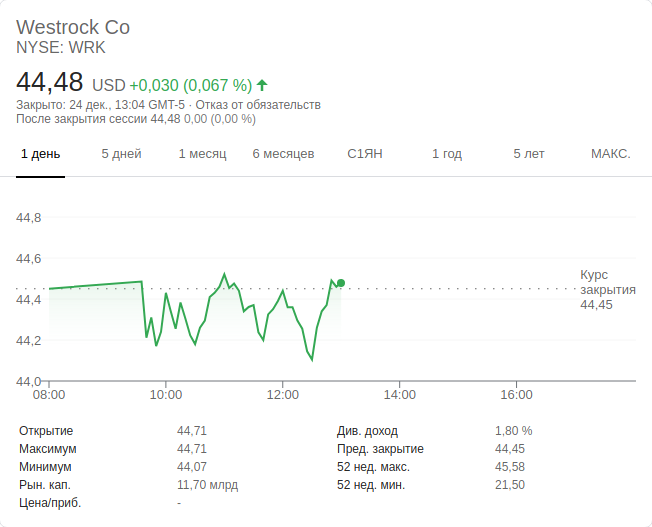 Westrock Co
NYSE: WRK
44,48 USD +0,030 (0,067 %)
Закрыто: 24 дек., 13:04 GMT-5 · Отказ от обязательств
После закрытия сессии 44,48 0,00 (0,00 %)
1 день 5 дней 1 месяц 6 месяцев С1ЯН 1 год 5 лет МАКС.
44,8
44,6
44,4
44,2
44,0
Курс
закрытия
44,45
08:00 10:00 12:00 14:00 16:00
Открытие 44,71 Див. доход 1,80 %
Максимум 44,71 Пред. закрытие 44,45
Минимум 44,07 52 нед. макс. 45,58
Рын. кап. 11,70 млрд 52 нед. мин. 21,50
Цена/приб. -